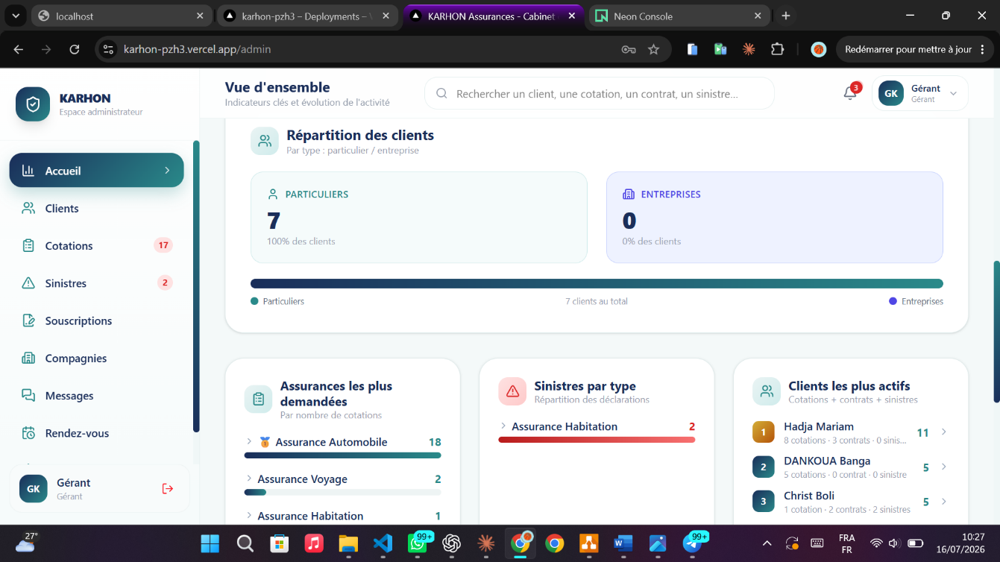 localhost
karhon-pzh3 – Deployments – V
KARHON Assurances - Cabinet
Neon Console
karhon-pzh3.vercel.app/admin
Redémarrer pour mettre à jour
KARHON
Espace administrateur
Vue d'ensemble
Indicateurs clés et évolution de l'activité
Rechercher un client, une cotation, un contrat, un sinistre...
3
GK
Gérant
Gérant
Accueil
Clients
Cotations
17
Sinistres
2
Souscriptions
Compagnies
Messages
Rendez-vous
GK
Gérant
Gérant
Répartition des clients
Par type : particulier / entreprise
PARTICULIERS
7
100% des clients
ENTREPRISES
0
0% des clients
Particuliers
7 clients au total
Entreprises
Assurances les plus
demandées
Par nombre de cotations
Assurance Automobile
18
Assurance Voyage
2
Assurance Habitation
1
Sinistres par type
Répartition des déclarations
Assurance Habitation
2
Clients les plus actifs
Cotations + contrats + sinistres
1
Hadja Mariam
8 cotations · 3 contrats · 0 sinis...
11
2
DANKOUA Banga
5 cotations · 0 contrat · 0 sinistre
5
3
Christ Boli
1 cotation · 2 contrats · 2 sinistres
5
27°
99+
99+
FRA
FR
10:27
16/07/2026